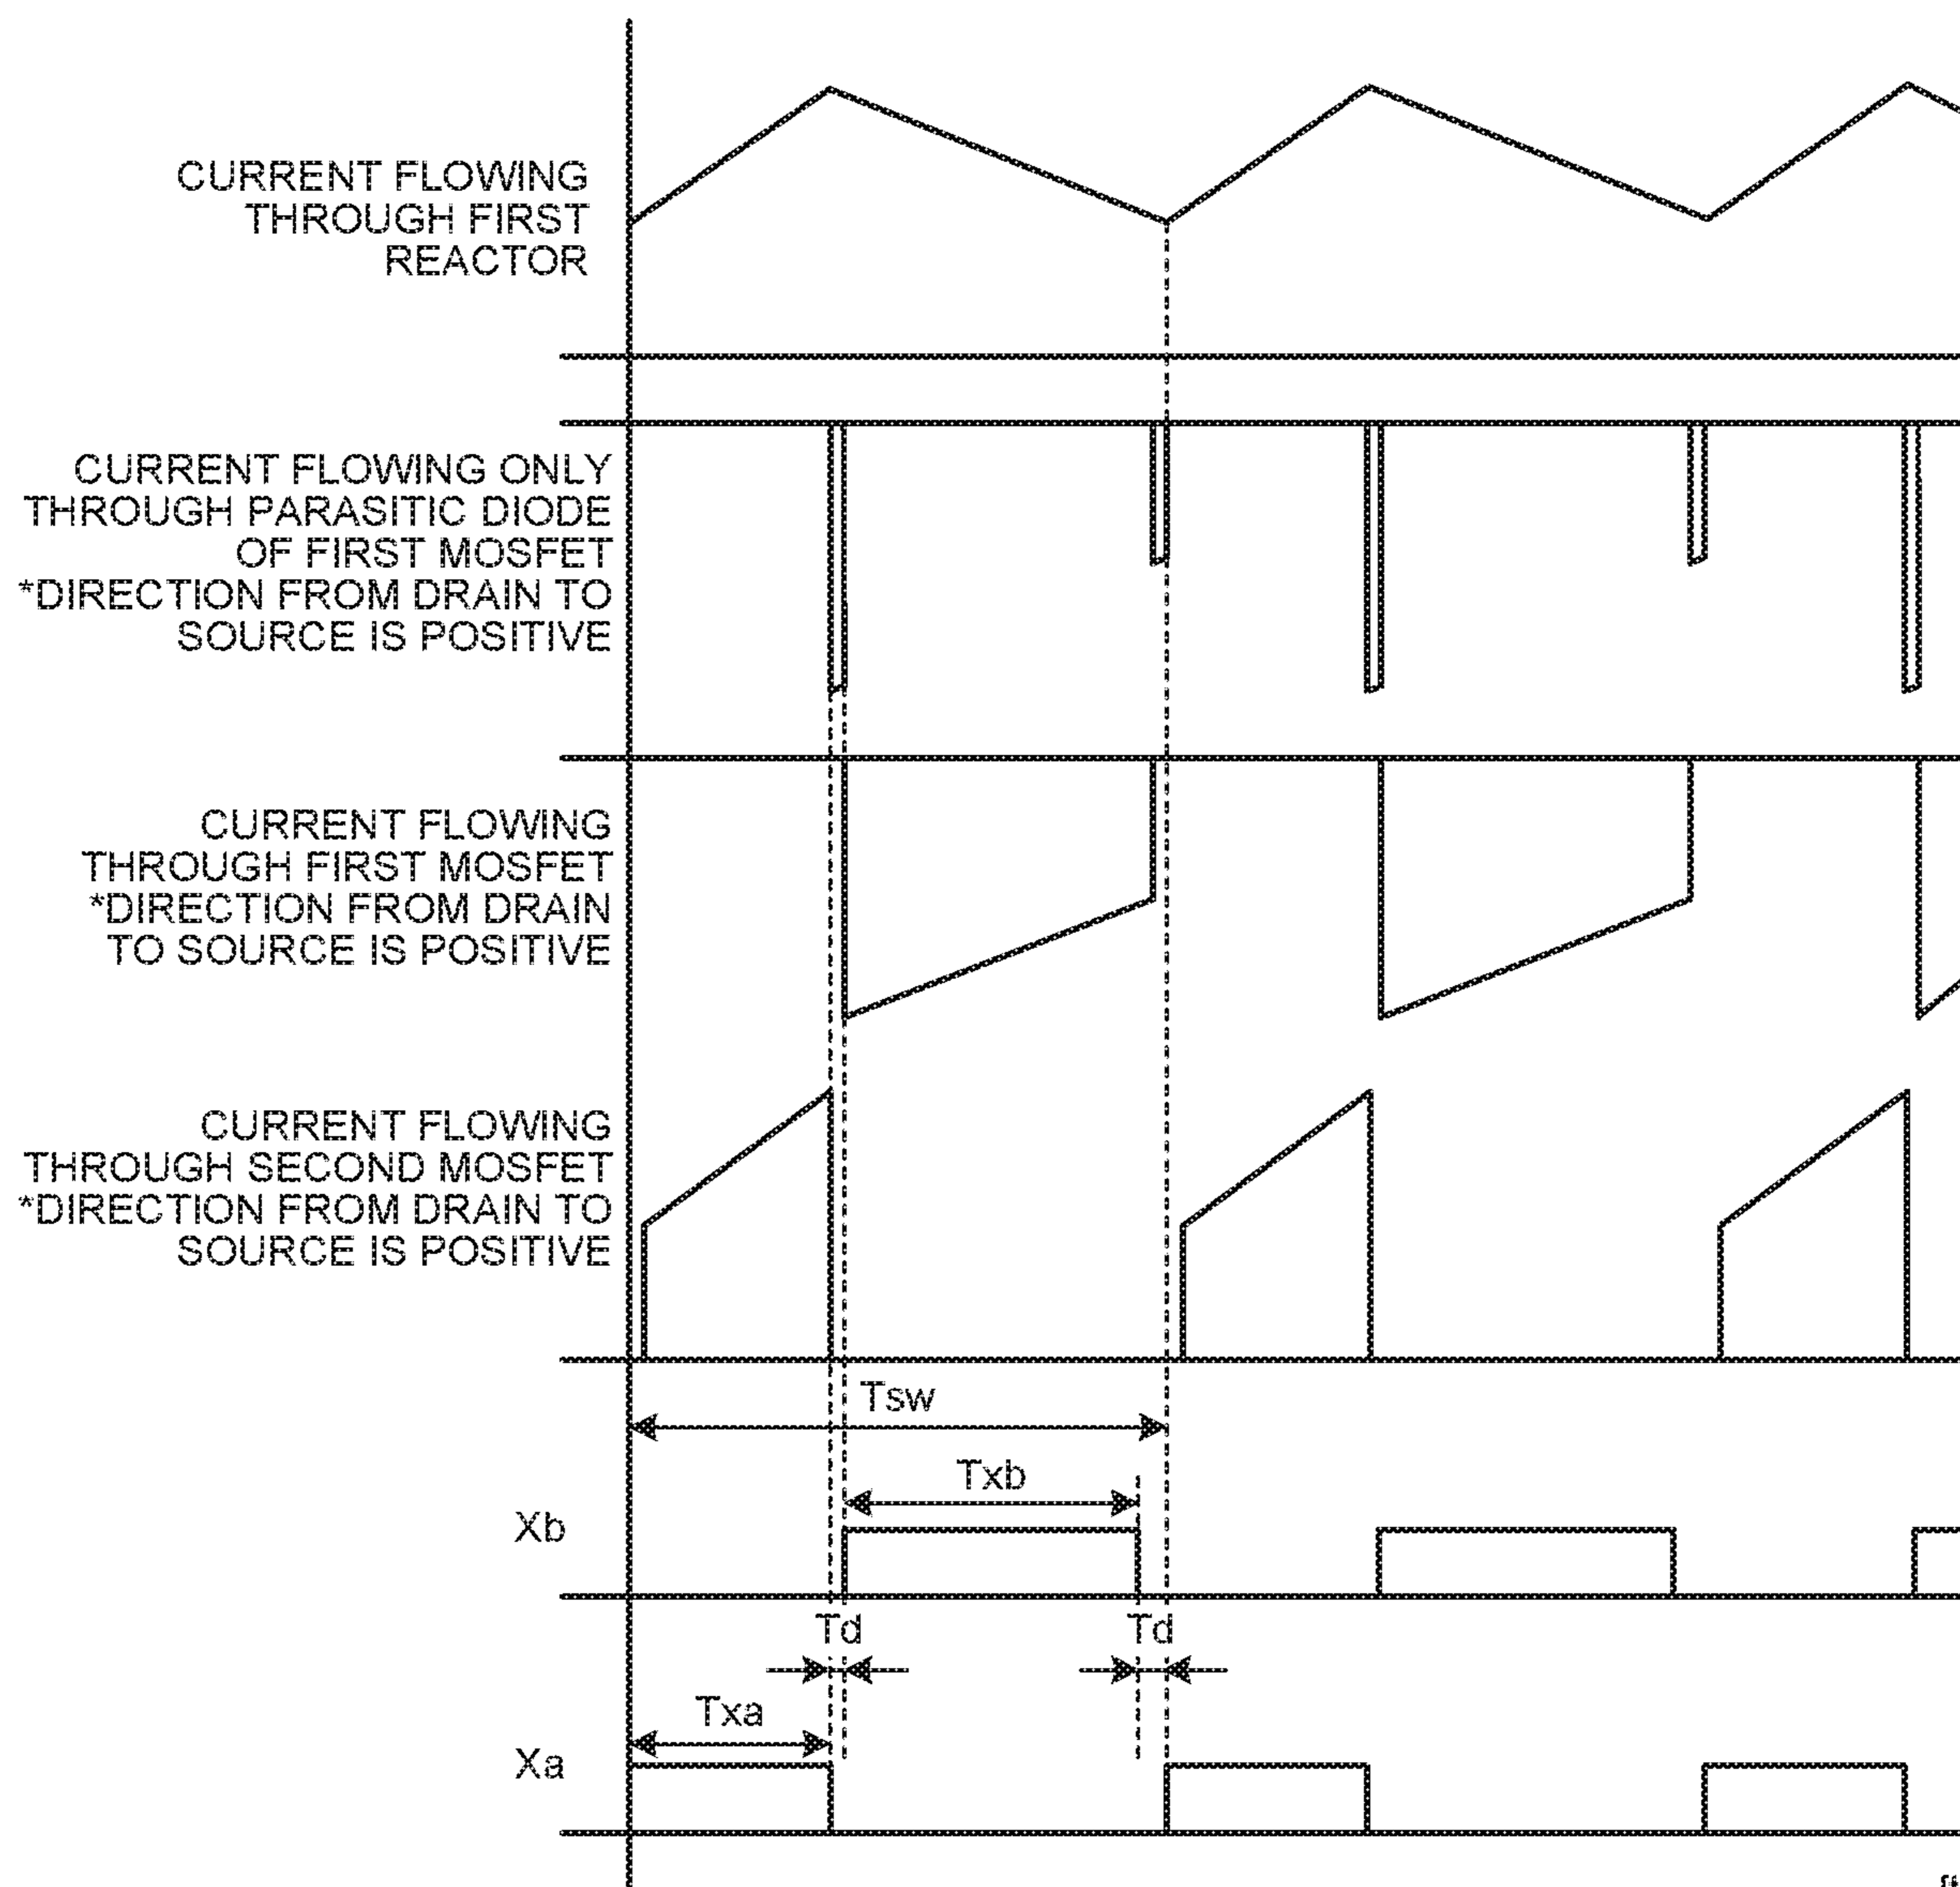 CURRENT FLOWING
THROUGH FIRST
REACTOR
CURRENT FLOWING ONLY
THROUGH PARASITIC DIODE
OF FIRST MOSFET
*DIRECTION FROM DRAIN TO
SOURCE IS POSITIVE
CURRENT FLOWING
THROUGH FIRST MOSFET
*DIRECTION FROM DRAIN
TO SOURCE IS POSITIVE
CURRENT FLOWING
THROUGH SECOND MOSFET
*DIRECTION FROM DRAIN TO
SOURCE IS POSITIVE
Tsw
Txb
Xb
Td Td
Txa
Xa